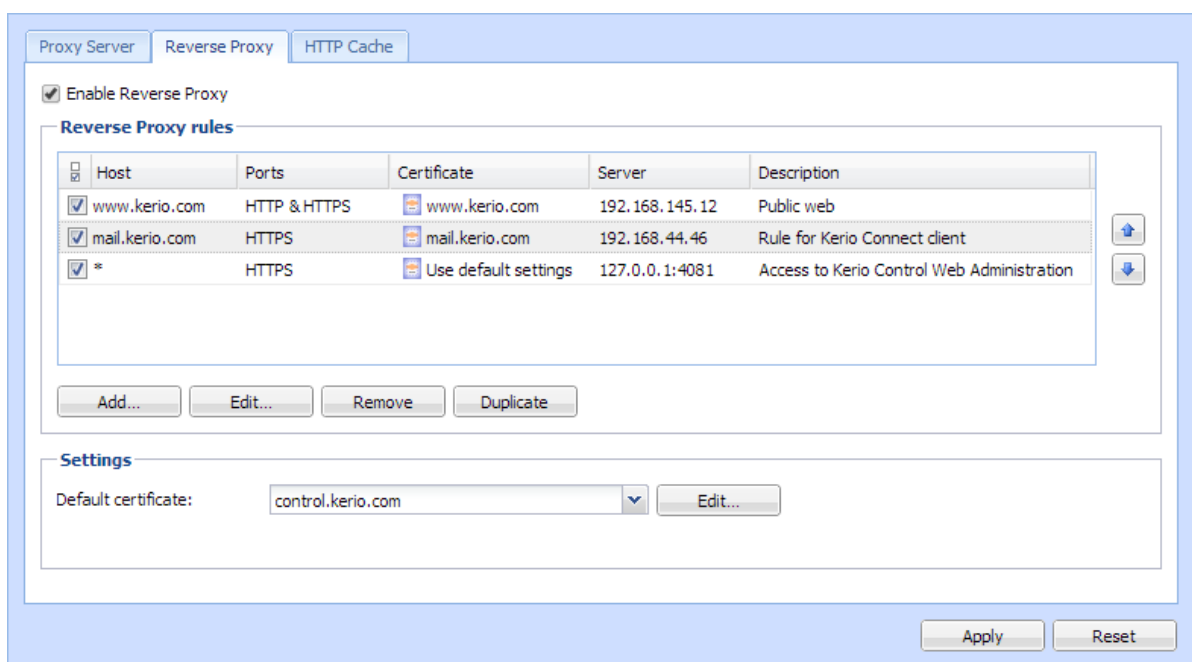 Proxy Server Reverse Proxy HTTP Cache
Enable Reverse Proxy
Reverse Proxy rules
Host Ports Certificate Server Description
www.kerio.com HTTP & HTTPS www.kerio.com 192.168.145.12 Public web
mail.kerio.com HTTPS mail.kerio.com 192.168.44.46 Rule for Kerio Connect client
* HTTPS Use default settings 127.0.0.1:4081 Access to Kerio Control Web Administration
Add... Edit... Remove Duplicate
Settings
Default certificate: control.kerio.com Edit...
Apply Reset